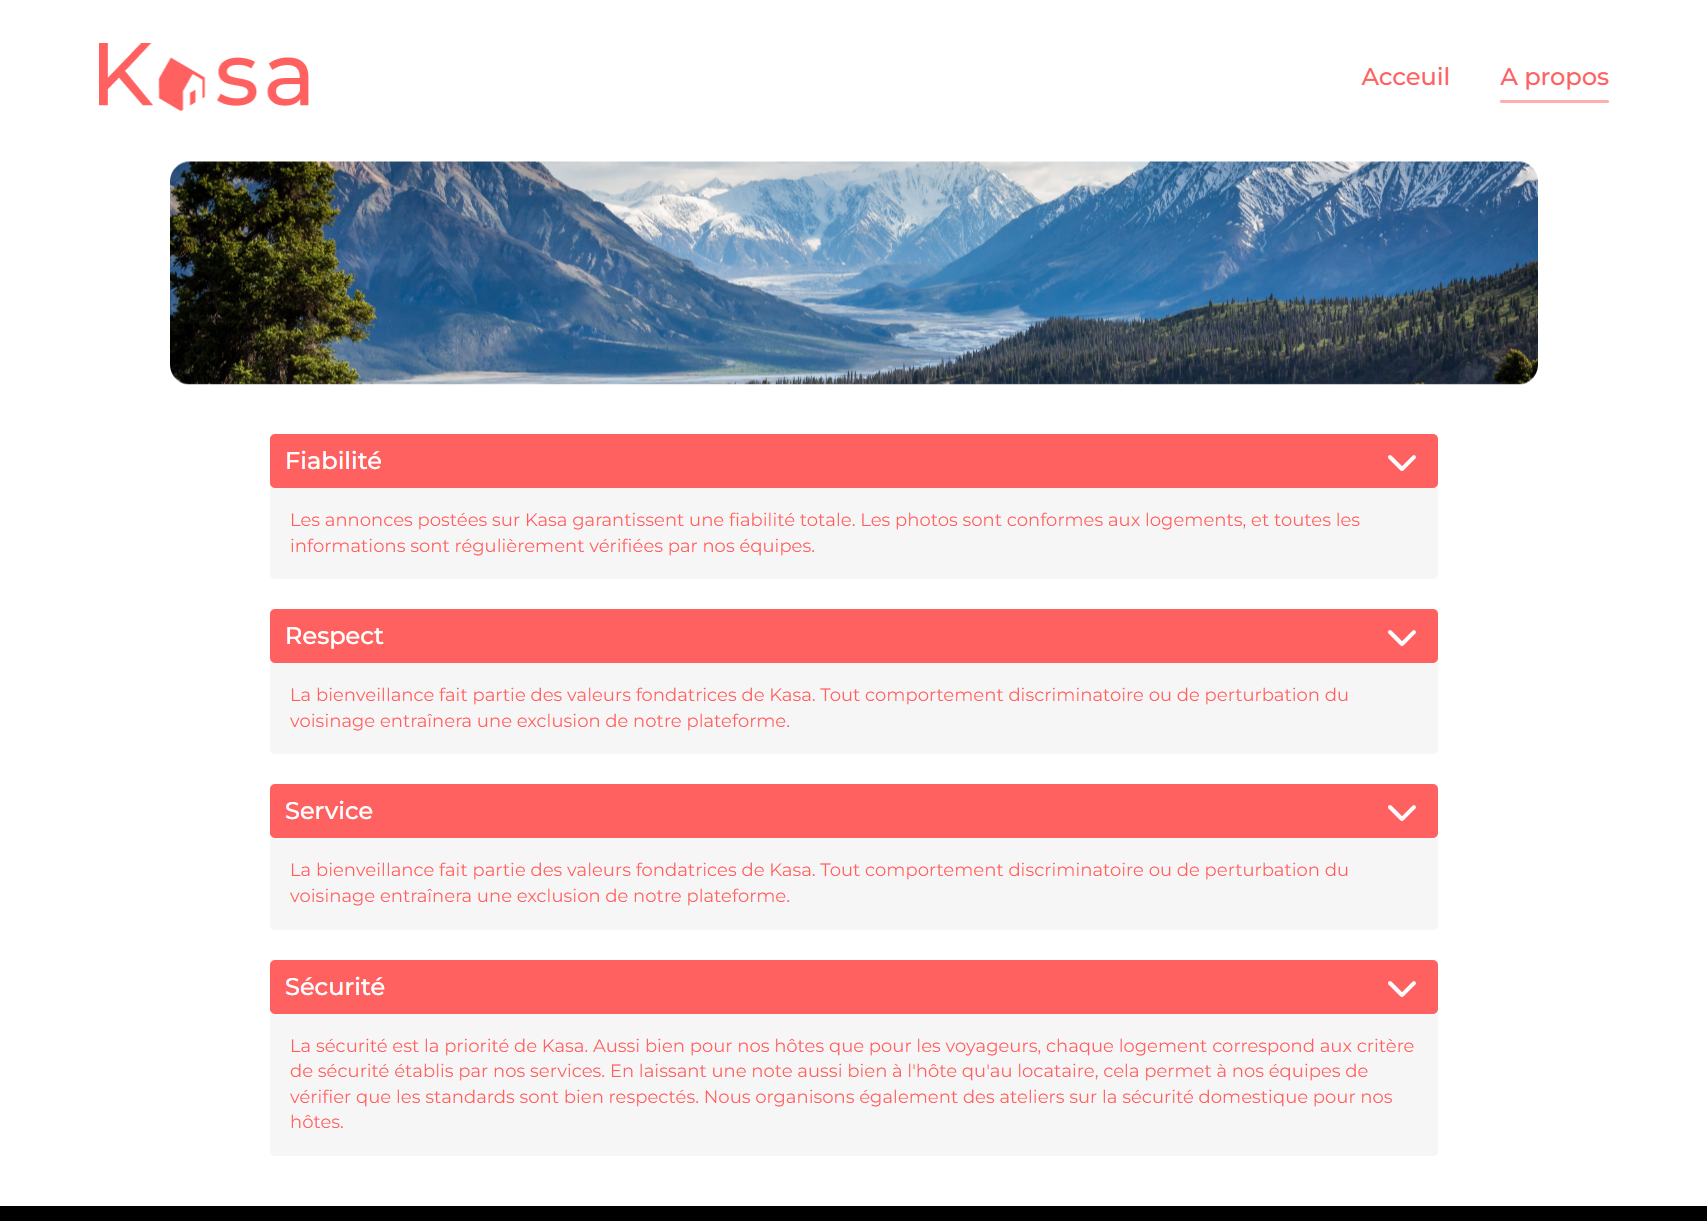 Kasa
Acceuil
A propos
Fiabilité
Les annonces postées sur Kasa garantissent une fiabilité totale. Les photos sont conformes aux logements, et toutes les
informations sont régulièrement vérifiées par nos équipes.
Respect
La bienveillance fait partie des valeurs fondatrices de Kasa. Tout comportement discriminatoire ou de perturbation du
voisinage entraînera une exclusion de notre plateforme.
Service
La bienveillance fait partie des valeurs fondatrices de Kasa. Tout comportement discriminatoire ou de perturbation du
voisinage entraînera une exclusion de notre plateforme.
Sécurité
La sécurité est la priorité de Kasa. Aussi bien pour nos hôtes que pour les voyageurs, chaque logement correspond aux critère
de sécurité établis par nos services. En laissant une note aussi bien à l'hôte qu'au locataire, cela permet à nos équipes de
vérifier que les standards sont bien respectés. Nous organisons également des ateliers sur la sécurité domestique pour nos
hôtes.